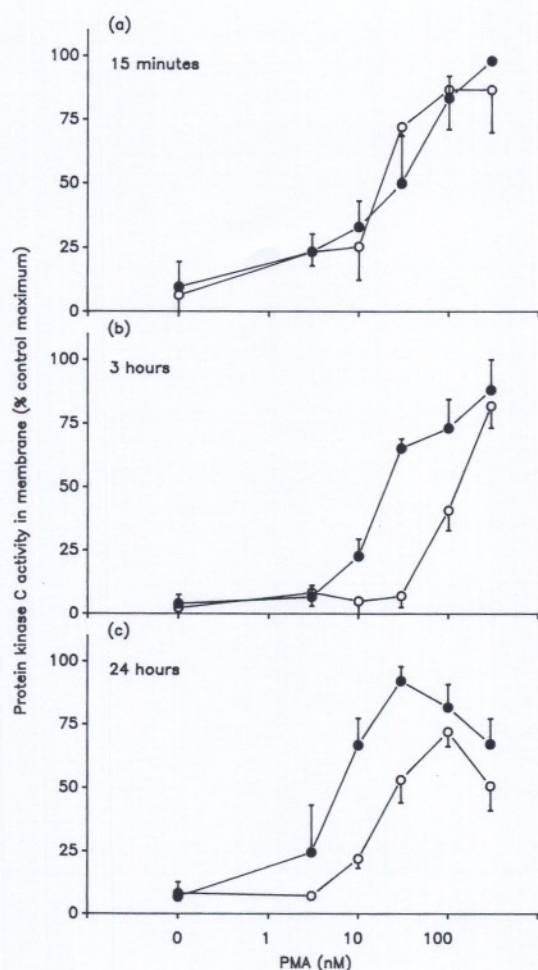 Protein kinase C activity in membrane (% control maximum)
(a)
15 minutes
100
75
50
25
0
(b)
3 hours
100
75
50
25
0
(c)
24 hours
100
75
50
25
0
0 1 10 100
PMA (nM)